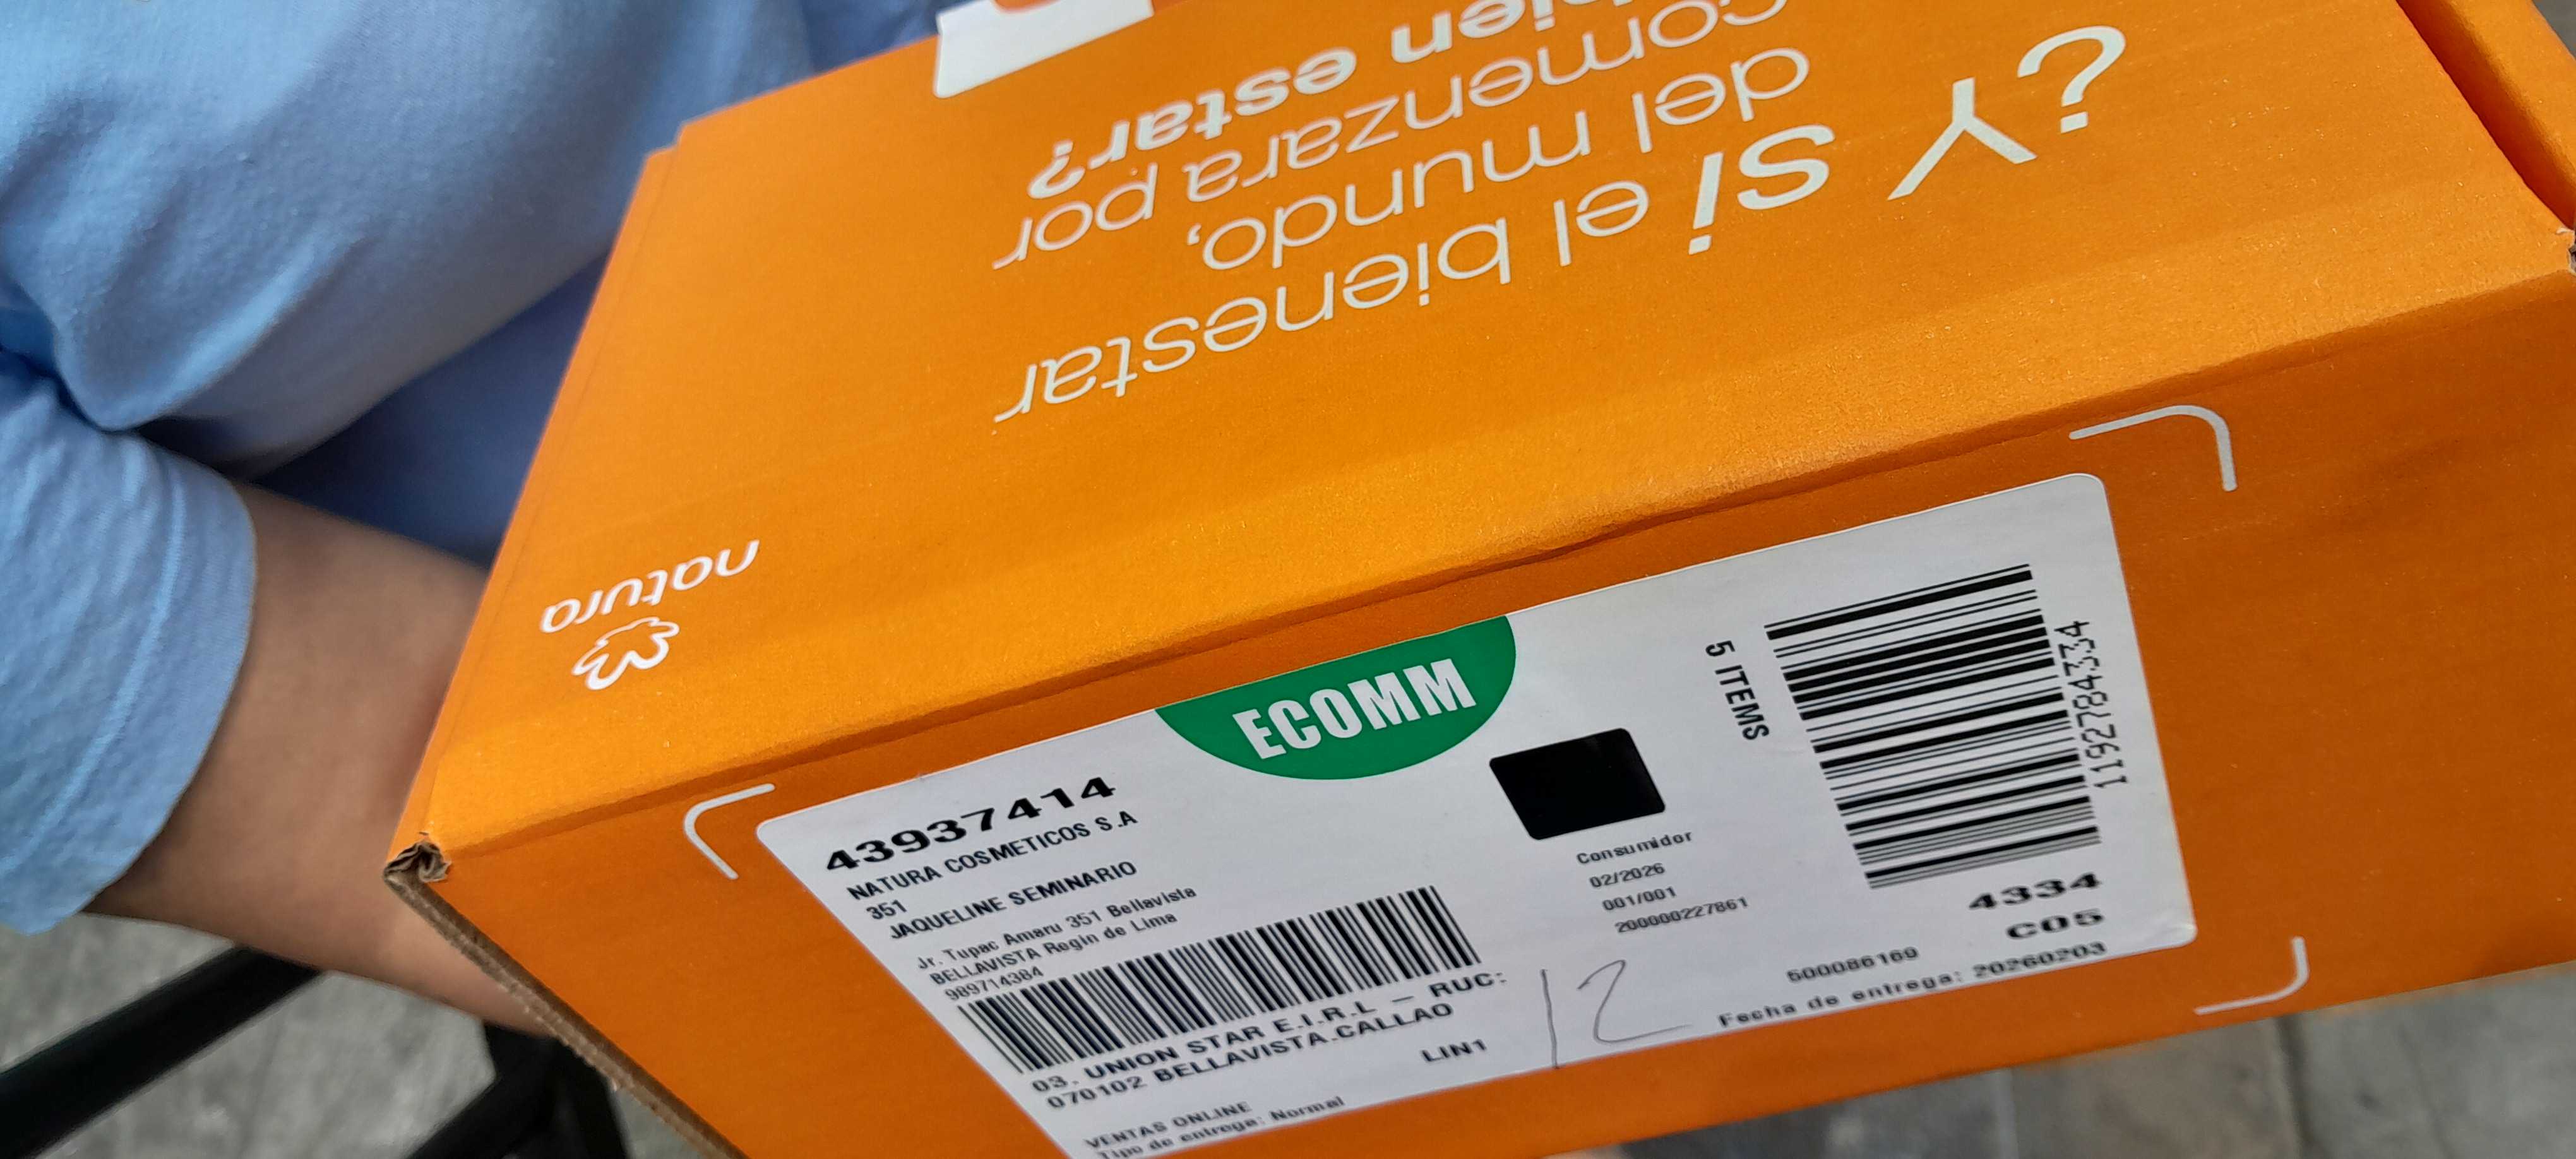 ¿Y si el bienestar
del mundo,
comenzara por
bien estar?
natura
ECOMM
43937414
NATURA COSMETICOS S.A
351
JAQUELINE SEMINARIO
Jr. Tupac Amaru 351 Bellavista
BELLAVISTA Regin de Lima
989714384
03. UNION STAR E.I.R.L – RUC:
070102 BELLAVISTA.CALLAO
LIN1
VENTAS ONLINE
Tipo de entrega: Normal
5 ITEMS
Consumidor
02/2026
001/001
200000227861
12
1192784334
4334
C05
500086169
Fecha de entrega: 20260203